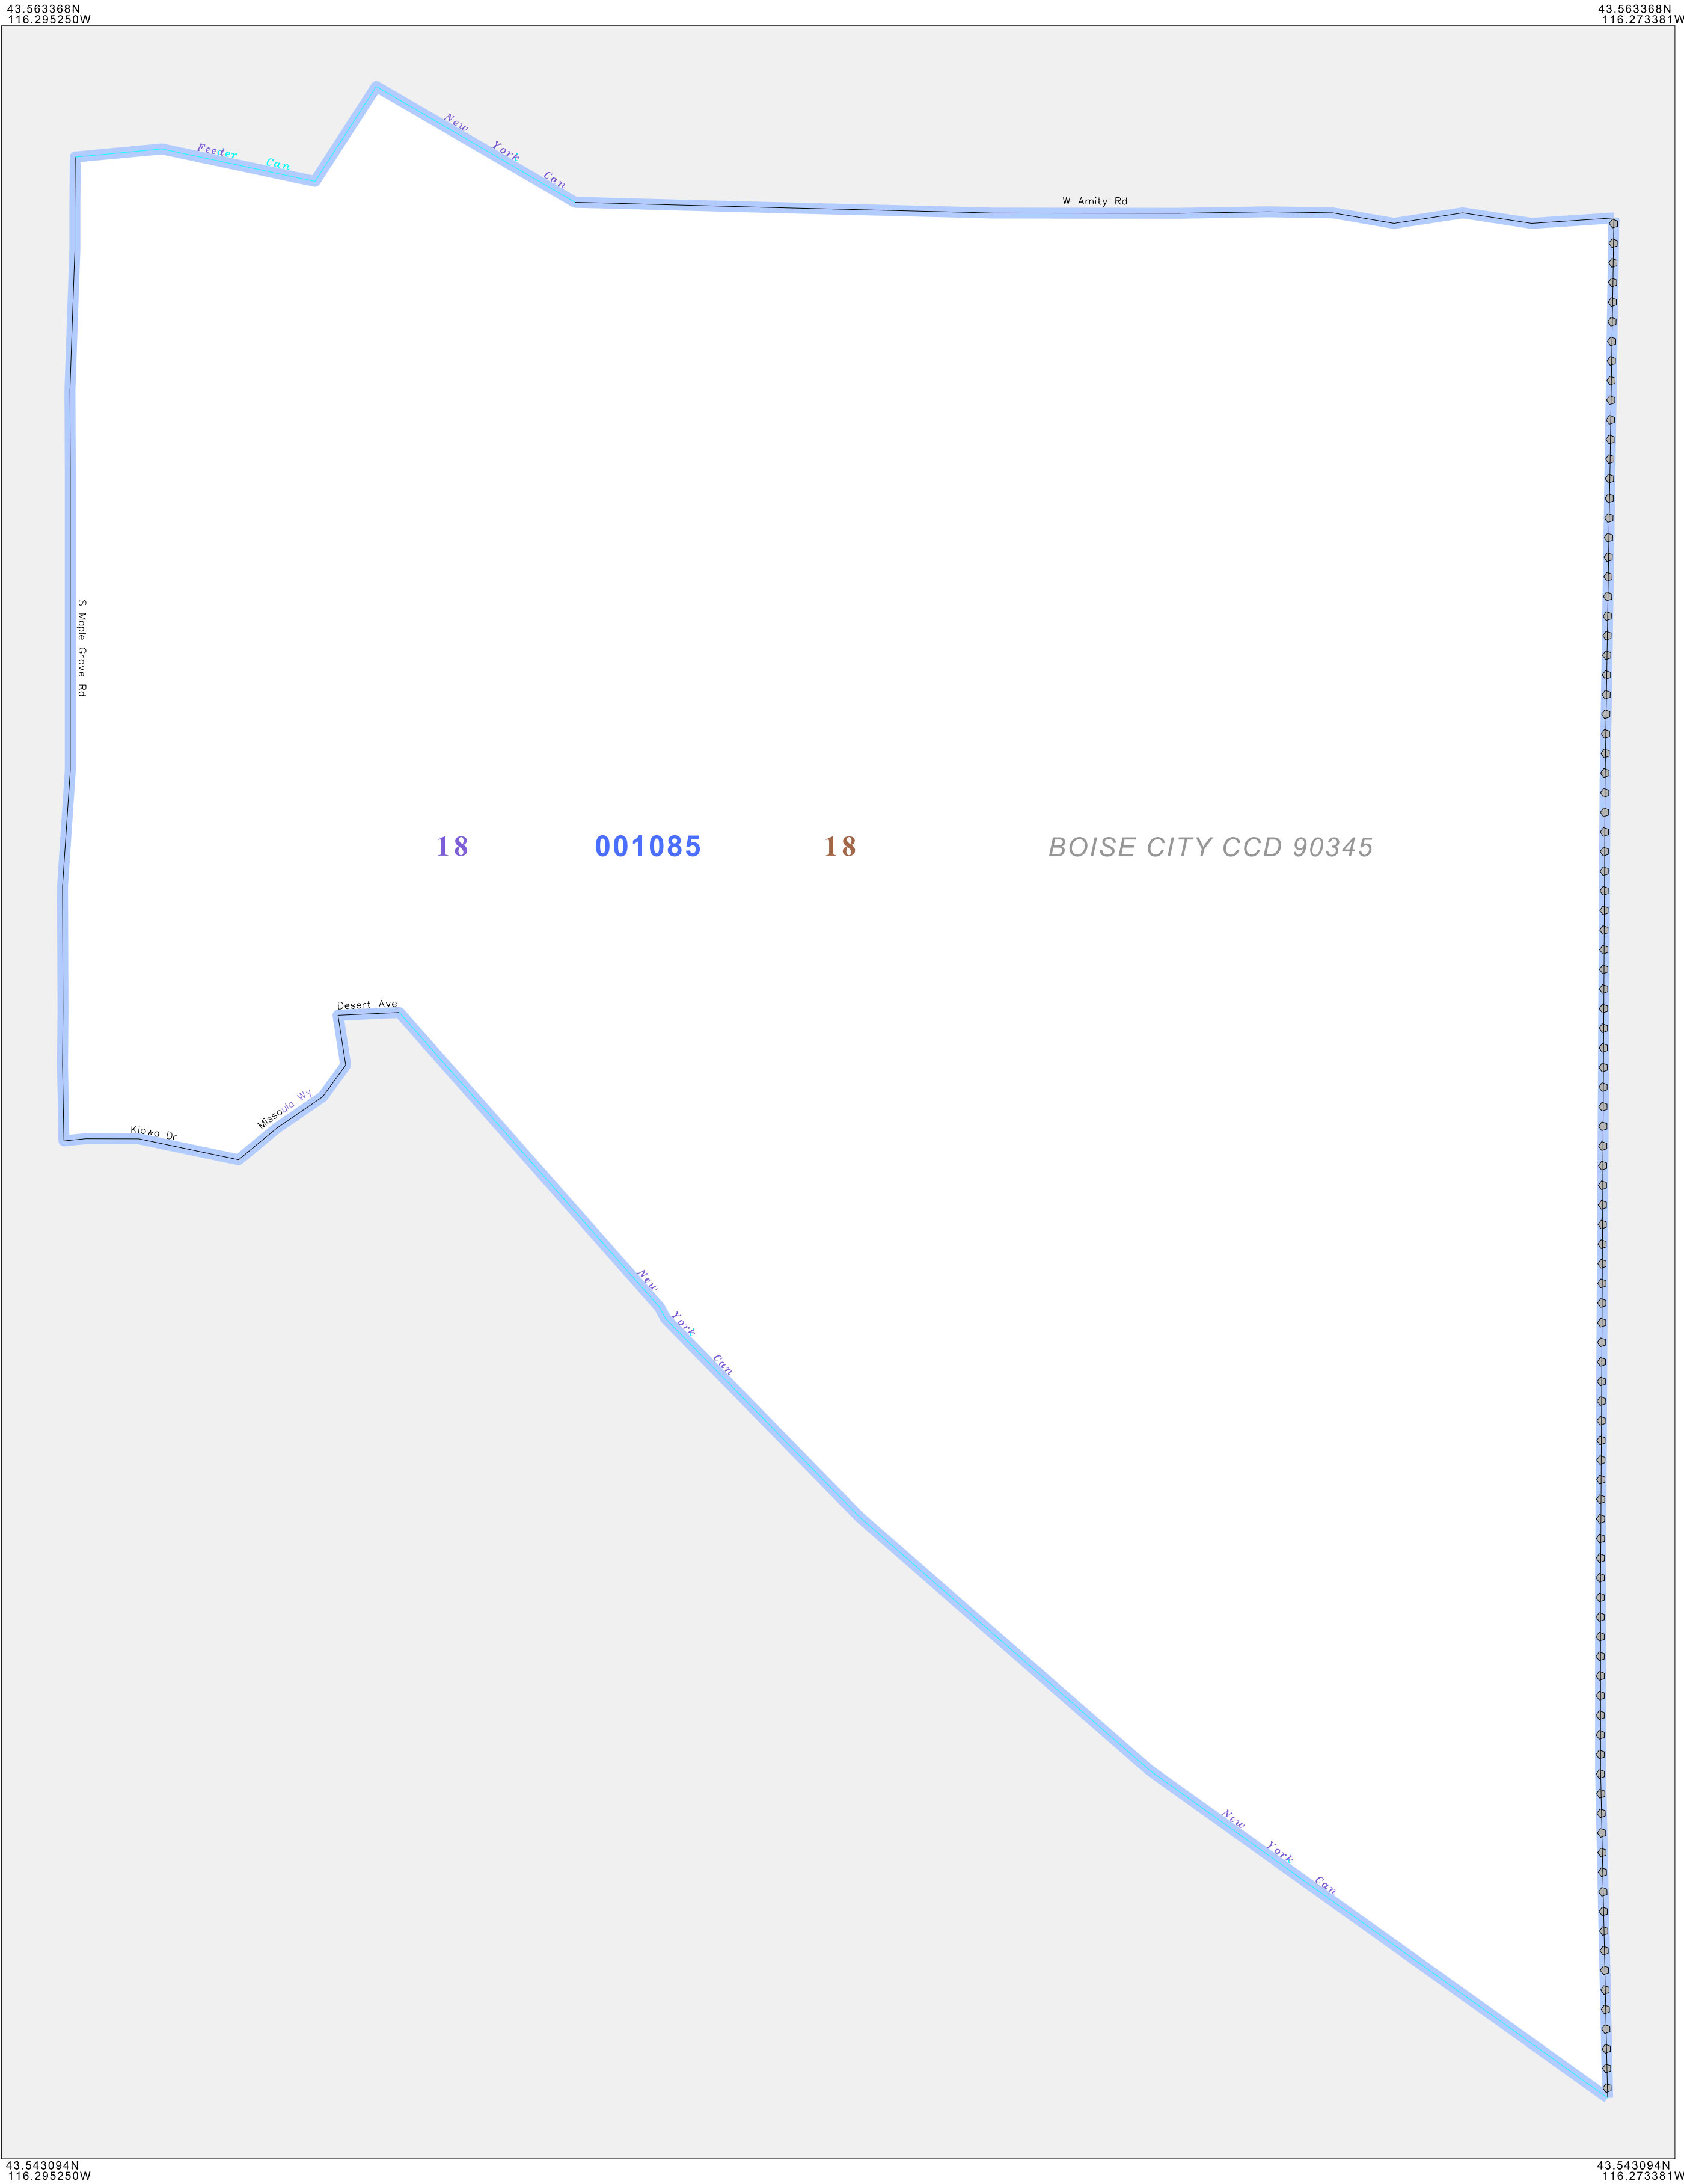 43.563368N
116.295250W
43.563368N
116.273381W
New York Can
Feeder Can
W Amity Rd
S Maple Grove Rd
18 001085 18 BOISE CITY CCD 90345
Desert Ave
Missoula Wy
Kiowa Dr
New York Can
New York Can
43.543094N
116.295250W
43.543094N
116.273381W